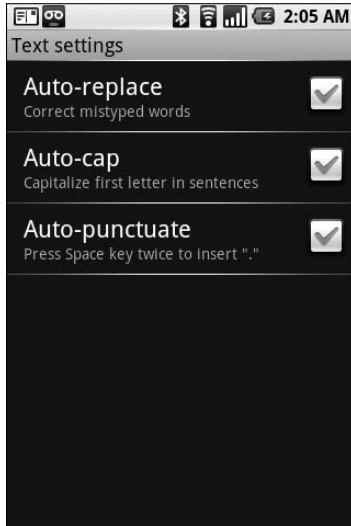 2:05 AM
Text settings
Auto-replace
Correct mistyped words
Auto-cap
Capitalize first letter in sentences
Auto-punctuate
Press Space key twice to insert "."